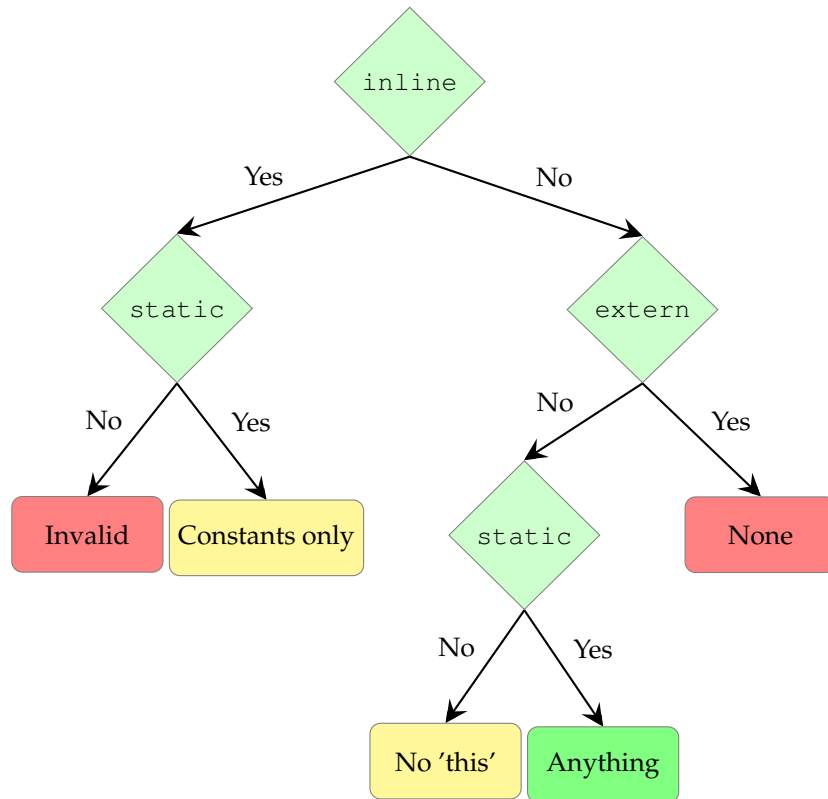 inline
Yes
No
static
extern
No
Yes
No
Yes
Invalid
Constants only
static
None
No
Yes
No ’this’
Anything